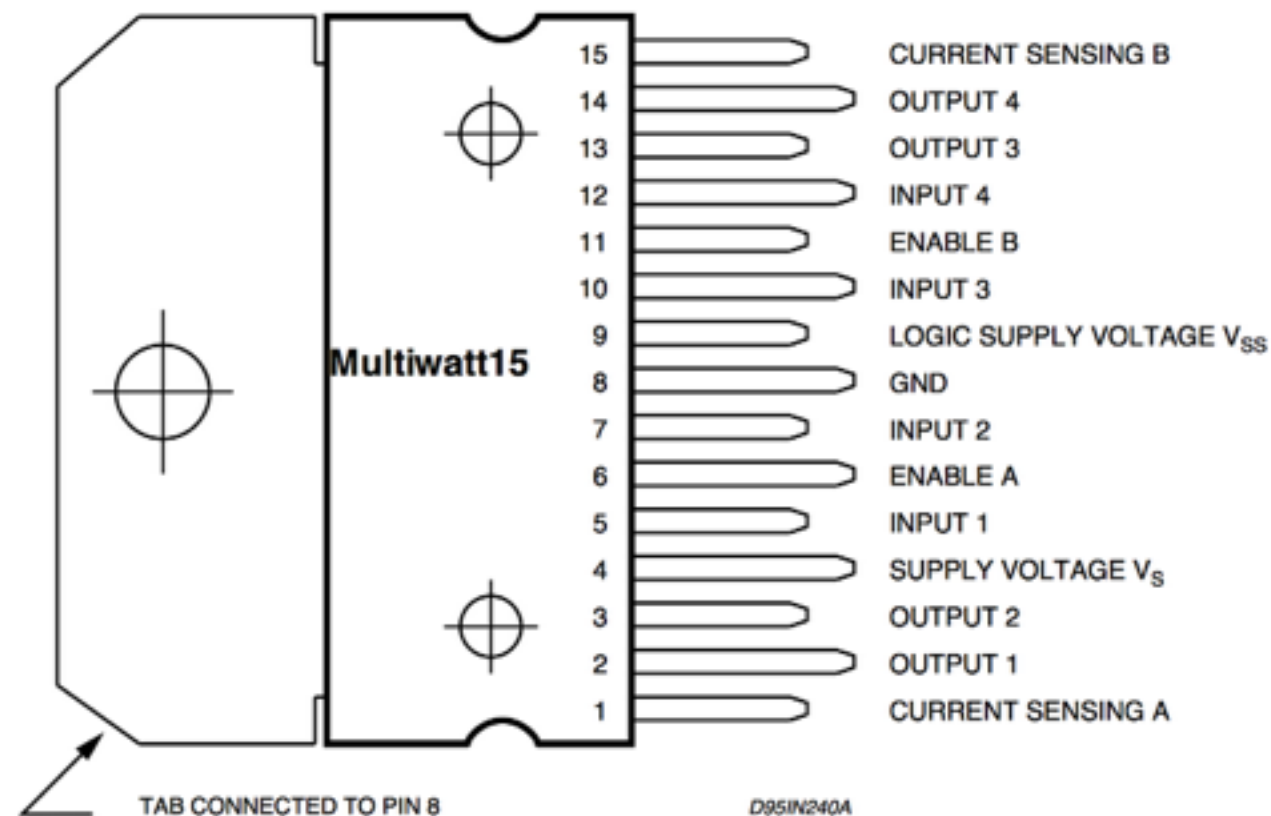 15 CURRENT SENSING B
14 OUTPUT 4
13 OUTPUT 3
12 INPUT 4
11 ENABLE B
10 INPUT 3
9 LOGIC SUPPLY VOLTAGE VSS
Multiwatt15
8 GND
7 INPUT 2
6 ENABLE A
5 INPUT 1
4 SUPPLY VOLTAGE VS
3 OUTPUT 2
2 OUTPUT 1
1 CURRENT SENSING A
TAB CONNECTED TO PIN 8
D95IN240A